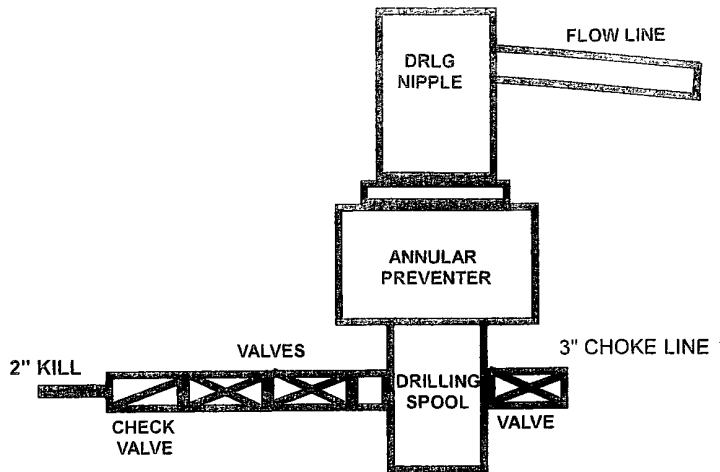 FLOW LINE
DRLG
NIPPLE
ANNULAR
PREVENTER
VALVES
3" CHOKE LINE
2" KILL
DRILLING
SPOOL
CHECK
VALVE
VALVE